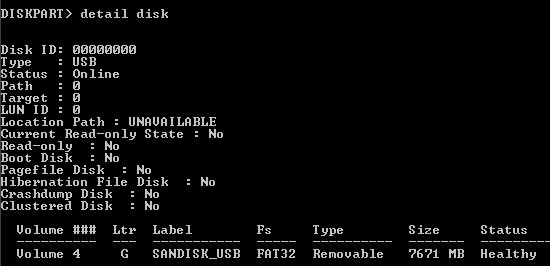 DISKPART> detail disk
Disk ID: 00000000
Type   : USB
Status : Online
Path   : 0
Target : 0
LUN ID : 0
Location Path : UNAVAILABLE
Current Read-only State : No
Read-only  : No
Boot Disk  : No
Pagefile Disk  : No
Hibernation File Disk  : No
Crashdump Disk  : No
Clustered Disk  : No
  Volume ###  Ltr  Label        Fs     Type        Size     Status
  ----------  ---  -----------  -----  ----------  -------  ---------
  Volume 4     G   SANDISK_USB  FAT32  Removable   7671 MB  Healthy